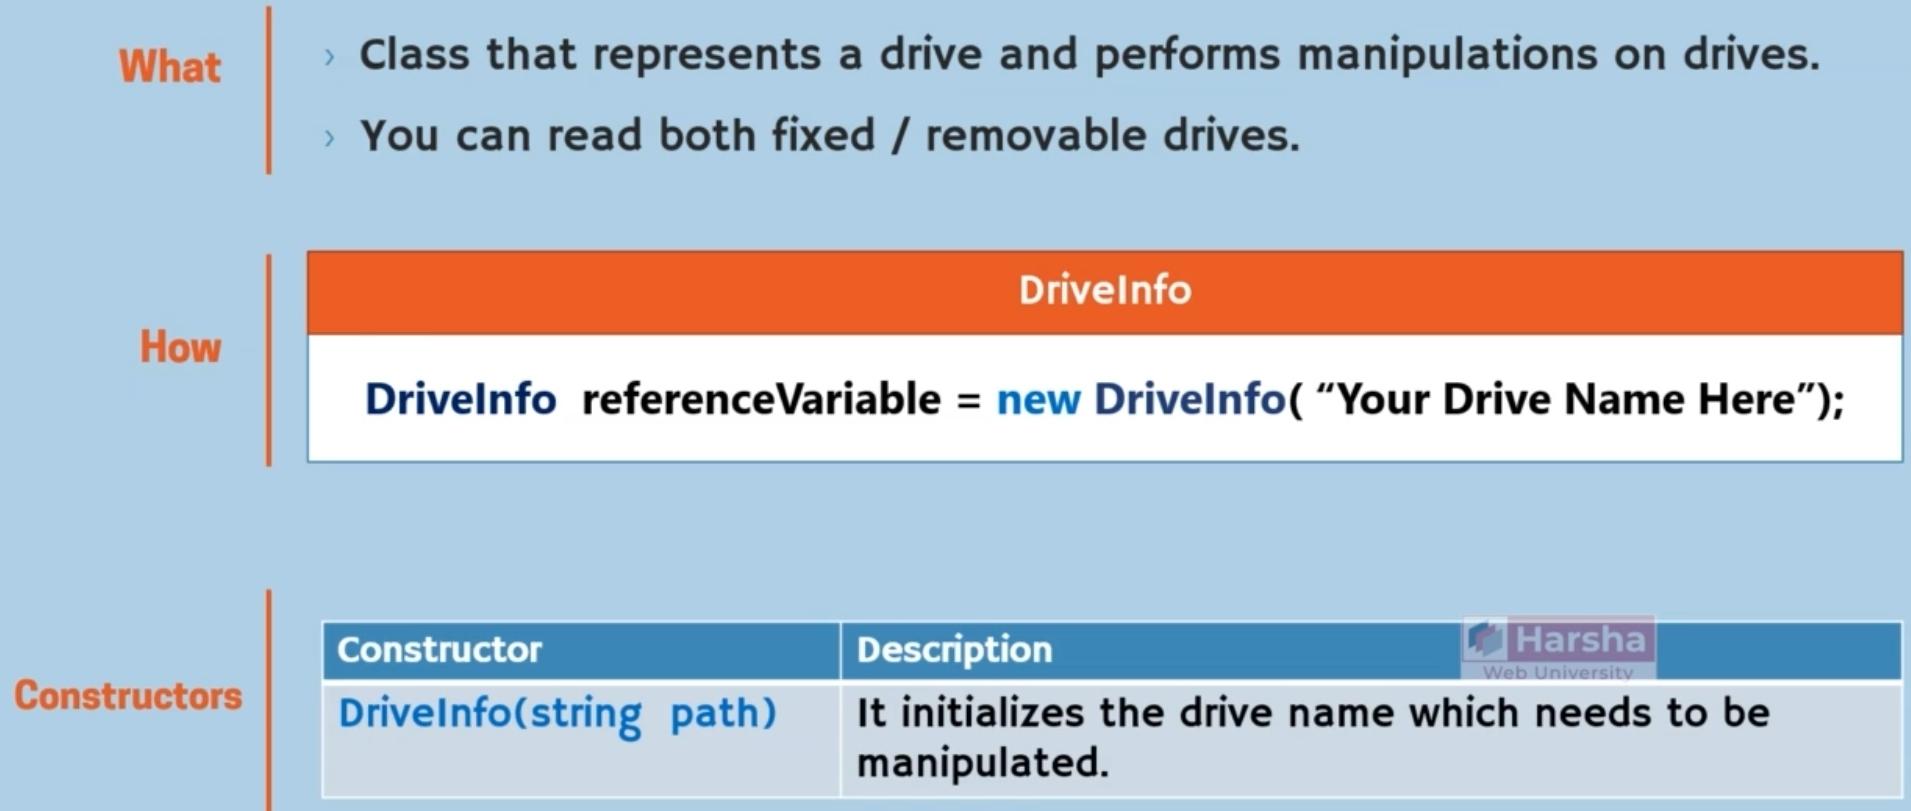 What
› Class that represents a drive and performs manipulations on drives.
› You can read both fixed / removable drives.
How
DriveInfo
DriveInfo referenceVariable = new DriveInfo( “Your Drive Name Here”);
Constructors
Constructor Description
DriveInfo(string path) It initializes the drive name which needs to be
manipulated.
Harsha
Web University